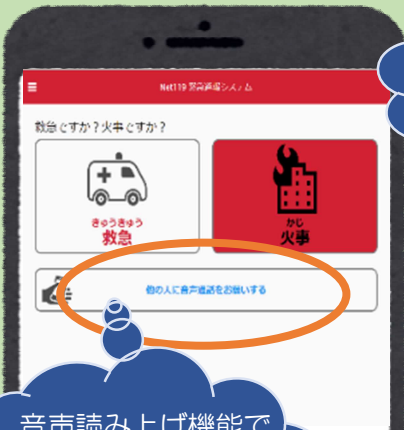 Net119 緊急通報システム
救急ですか？火事ですか？
きゅうきゅう
救急
かじ
火事
他の人に音声通話をお願いする
音声読み上げ機能で